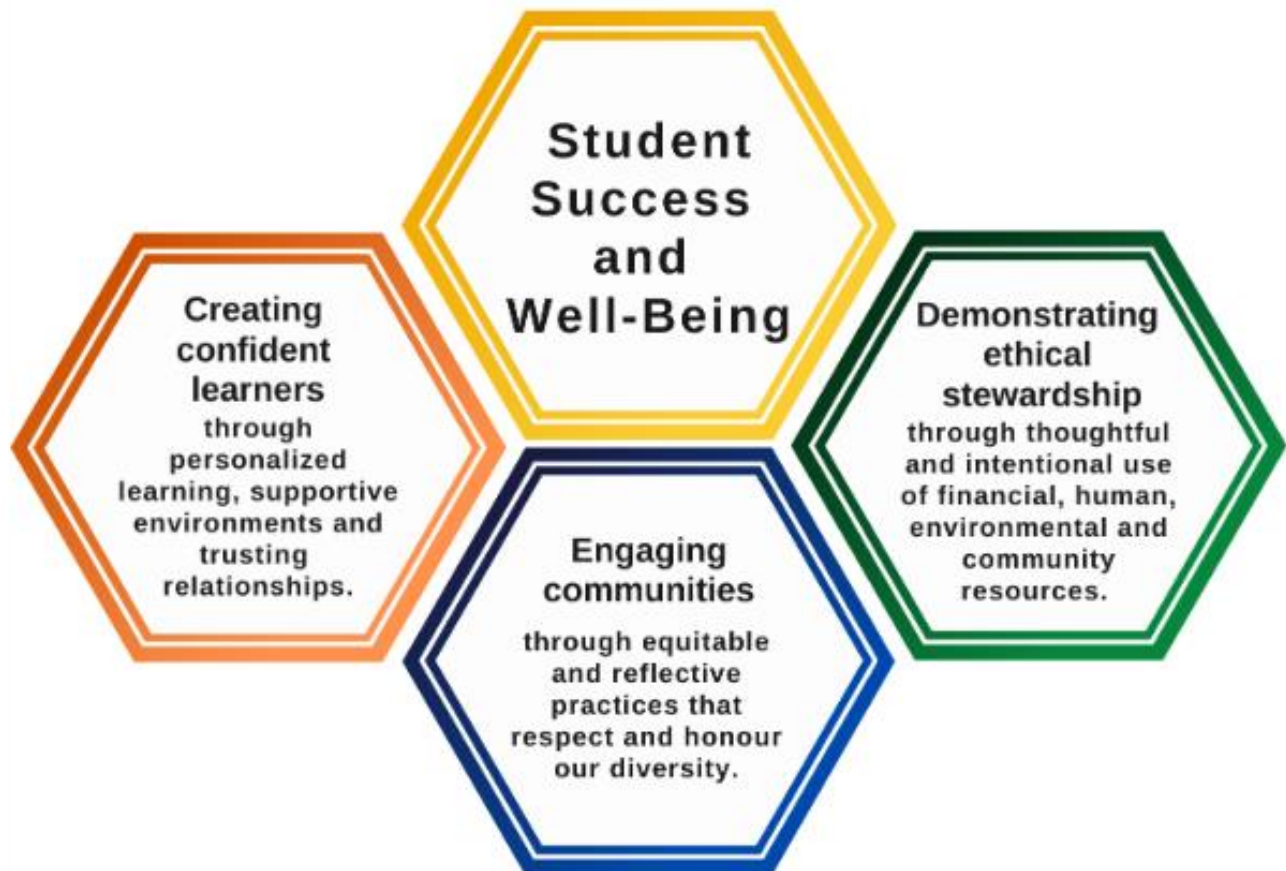 Student
Success
and
Well-Being
Creating
confident
learners
through
personalized
learning, supportive
environments and
trusting
relationships.
Engaging
communities
through equitable
and reflective
practices that
respect and honour
our diversity.
Demonstrating
ethical
stewardship
through thoughtful
and intentional use
of financial, human,
environmental and
community
resources.